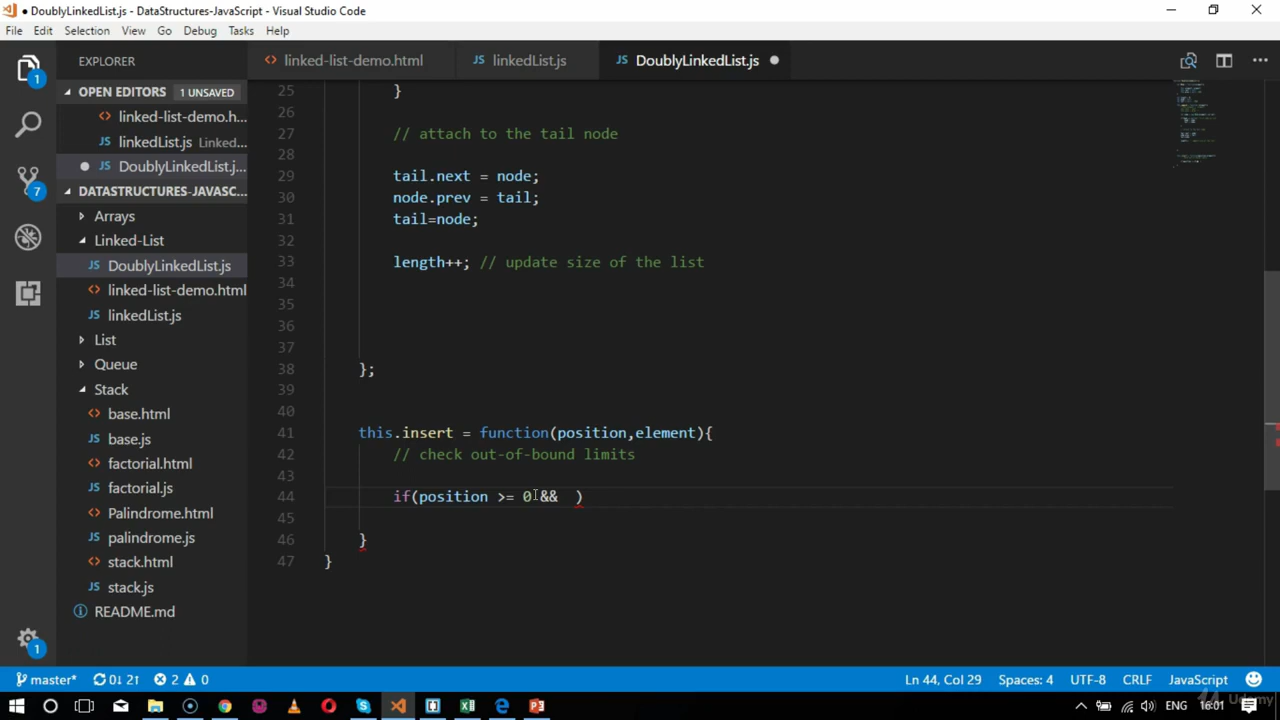 ● DoublyLinkedList.js - DataStructures-JavaScript - Visual Studio Code
File Edit Selection View Go Debug Tasks Help
EXPLORER
linked-list-demo.html
linkedList.js
DoublyLinkedList.js
OPEN EDITORS 1 UNSAVED
linked-list-demo.h...
linkedList.js Linked...
DoublyLinkedList.j...
DATASTRUCTURES-JAVASC...
Arrays
Linked-List
DoublyLinkedList.js
linked-list-demo.html
linkedList.js
List
Queue
Stack
base.html
base.js
factorial.html
factorial.js
Palindrome.html
palindrome.js
stack.html
stack.js
README.md
1
7
1
25 }
26
27 // attach to the tail node
28
29 tail.next = node;
30 node.prev = tail;
31 tail=node;
32
33 length++; // update size of the list
34
35
36
37
38 };
39
40
41 this.insert = function(position,element){
42 // check out-of-bound limits
43
44 if(position >= 0 && )
45
46 }
47 }
master* 0↓ 2↑ 2 0 Ln 44, Col 29 Spaces: 4 UTF-8 CRLF JavaScript
ENG 16:01
Udemy